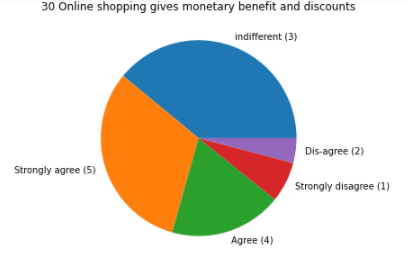 30 Online shopping gives monetary benefit and discounts
indifferent (3)
Strongly agree (5)
Dis-agree (2)
Strongly disagree (1)
Agree (4)